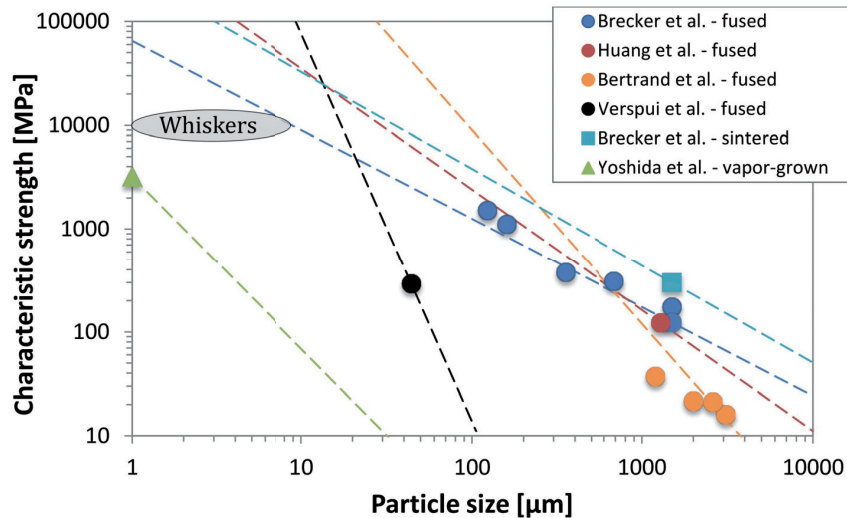 Characteristic strength [MPa]
100000
10000
1000
100
10
Whiskers
Brecker et al. - fused
Huang et al. - fused
Bertrand et al. - fused
Verspui et al. - fused
Brecker et al. - sintered
Yoshida et al. - vapor-grown
1
10
100
1000
10000
Particle size [µm]